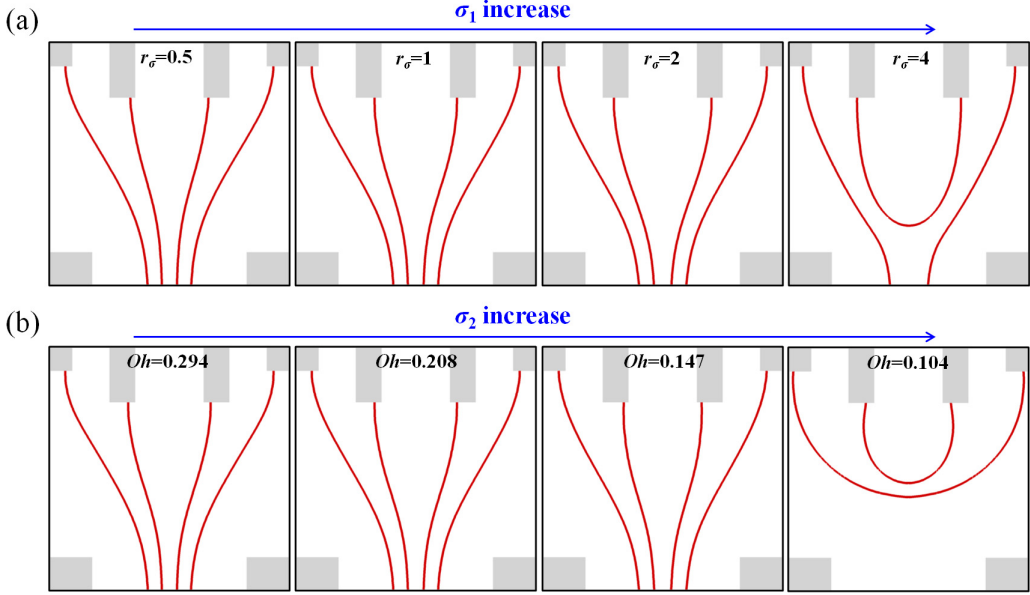 (a)
σ1 increase
rσ=0.5
rσ=1
rσ=2
rσ=4
(b)
σ2 increase
Oh=0.294
Oh=0.208
Oh=0.147
Oh=0.104